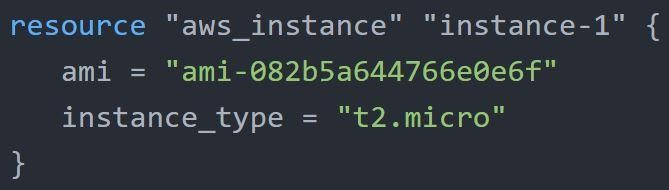 resource "aws_instance" "instance-1" {
ami = "ami-082b5a644766e0e6f"
instance_type = "t2.micro"
}